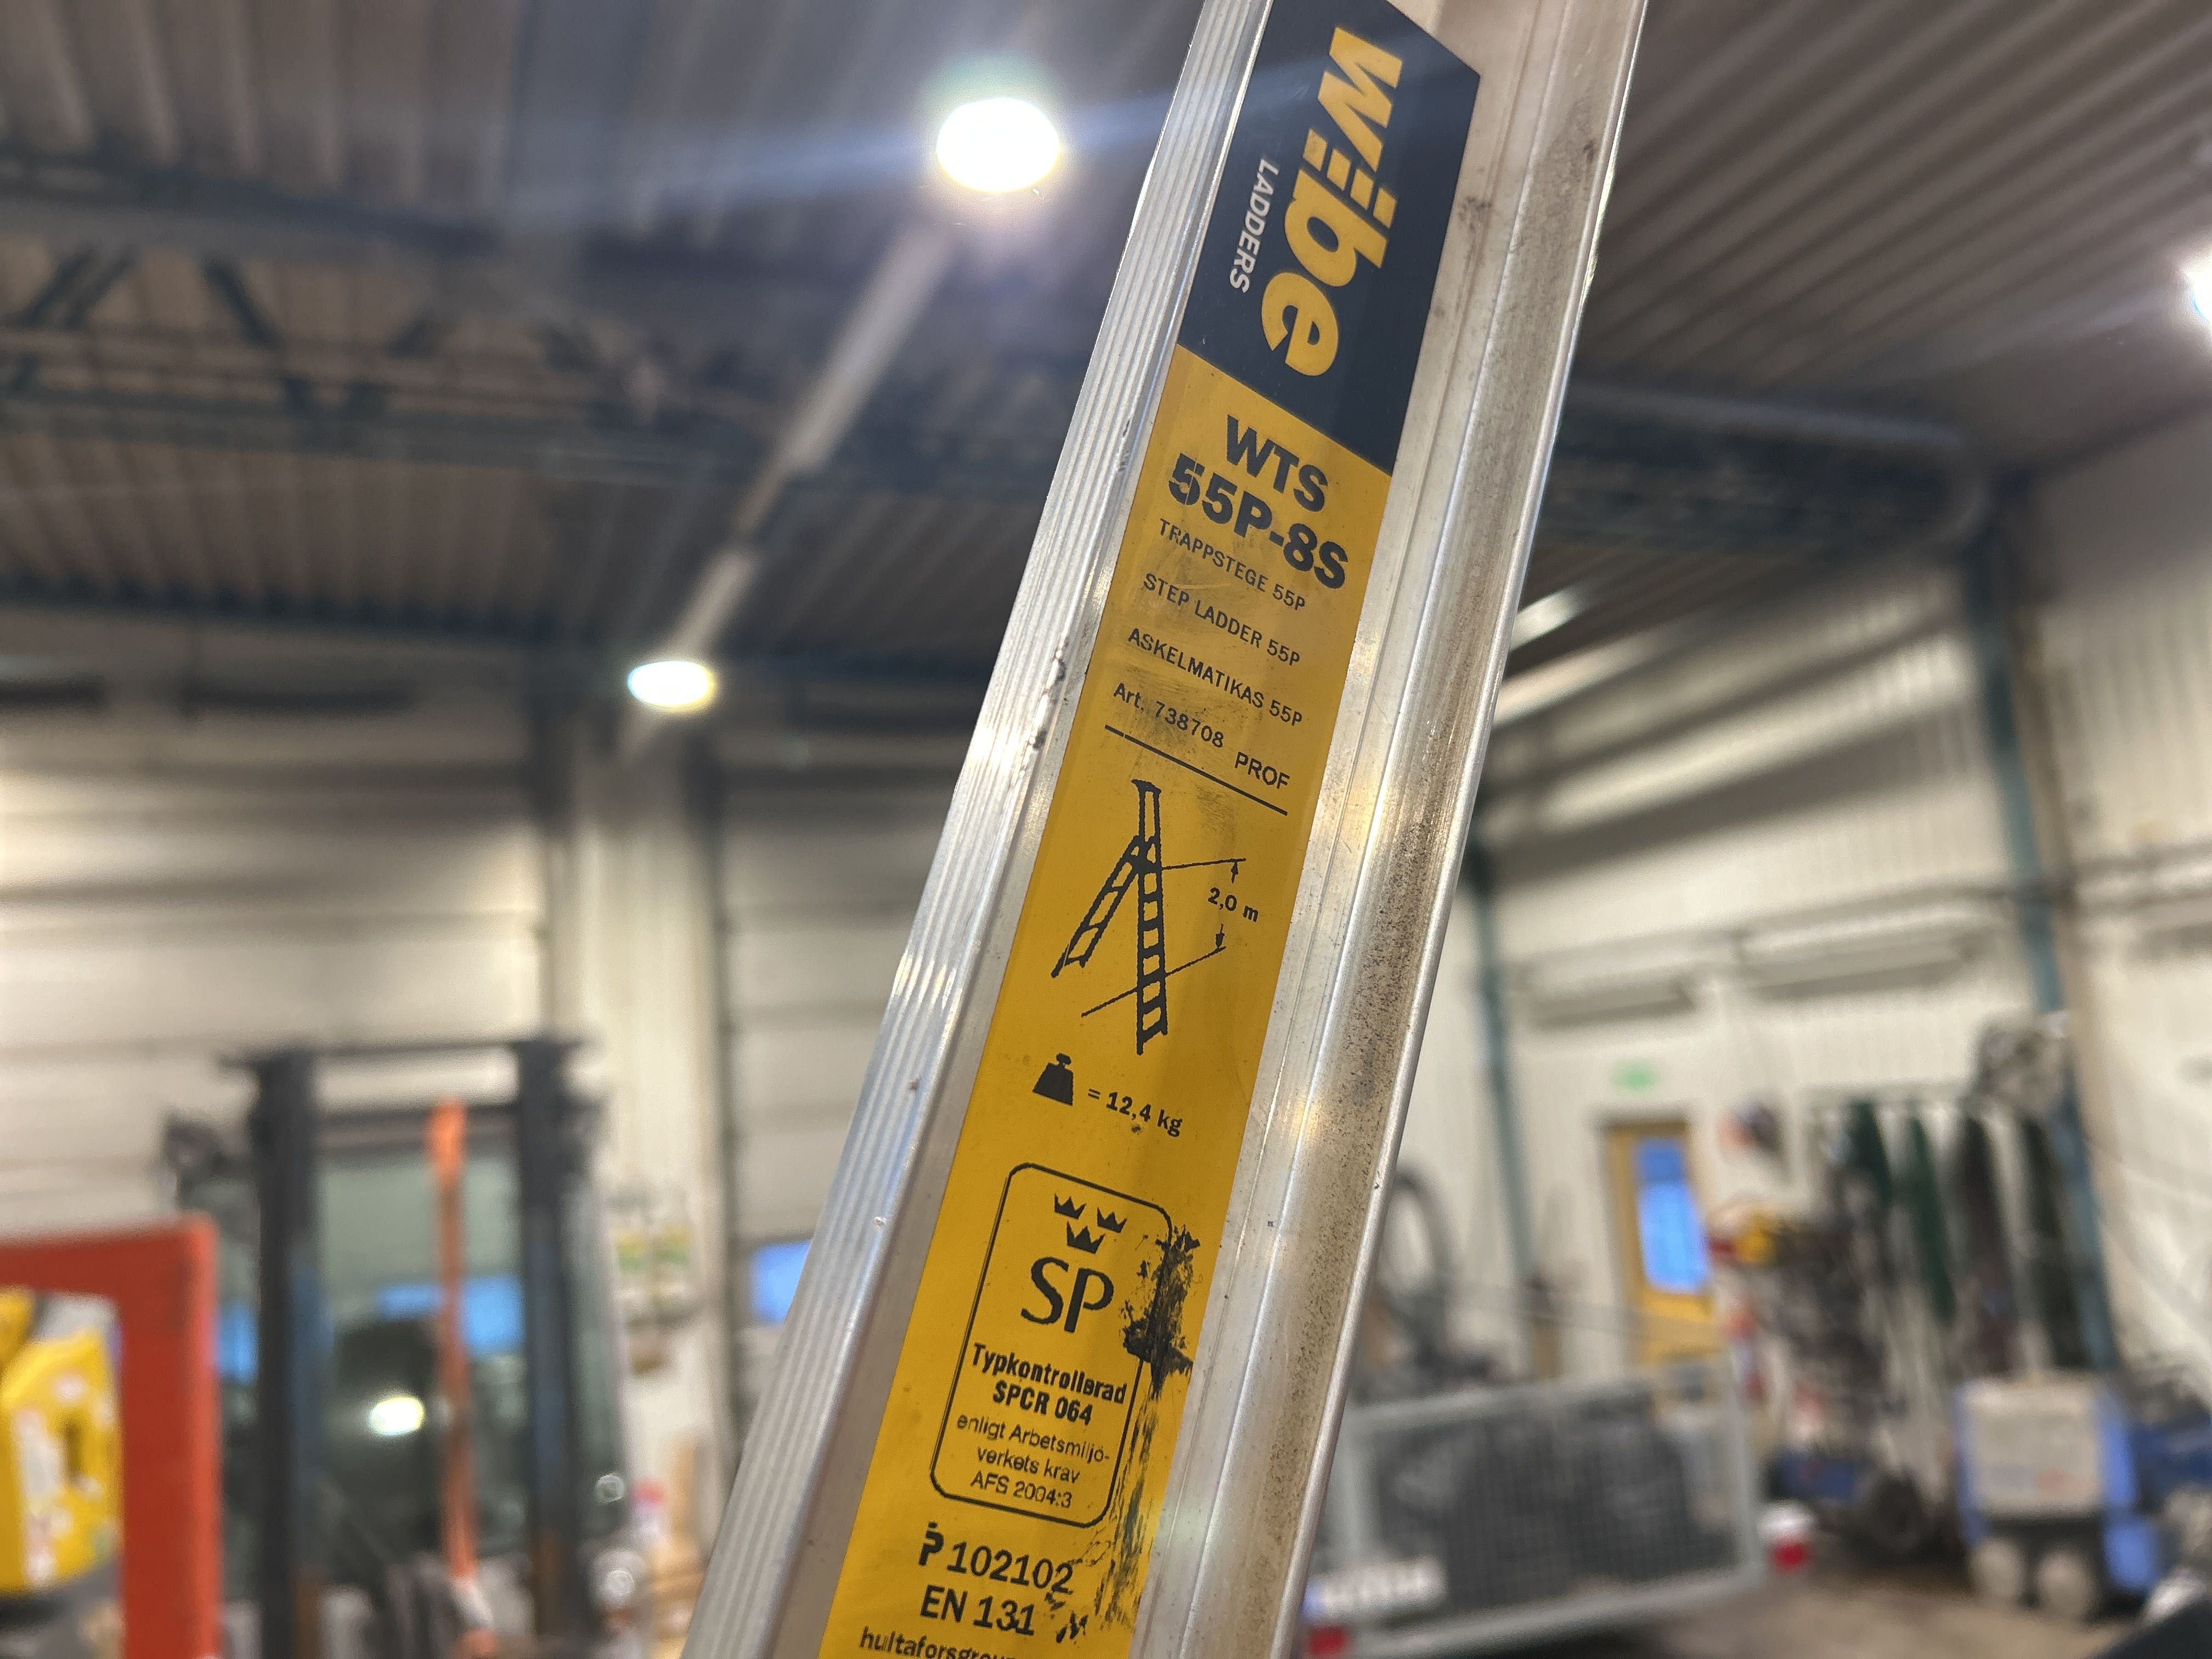 wibe
LADDERS
WTS
55P-8S
TRAPPSTEGE 55P
STEP LADDER 55P
ASKELMATIKAS 55P
Art. 738708 PROF
2,0 m
= 12,4 kg
SP
Typkontrollerad
SPCR 064
enligt Arbetsmiljö-
verkets krav
AFS 2004:3
P 102102
EN 131